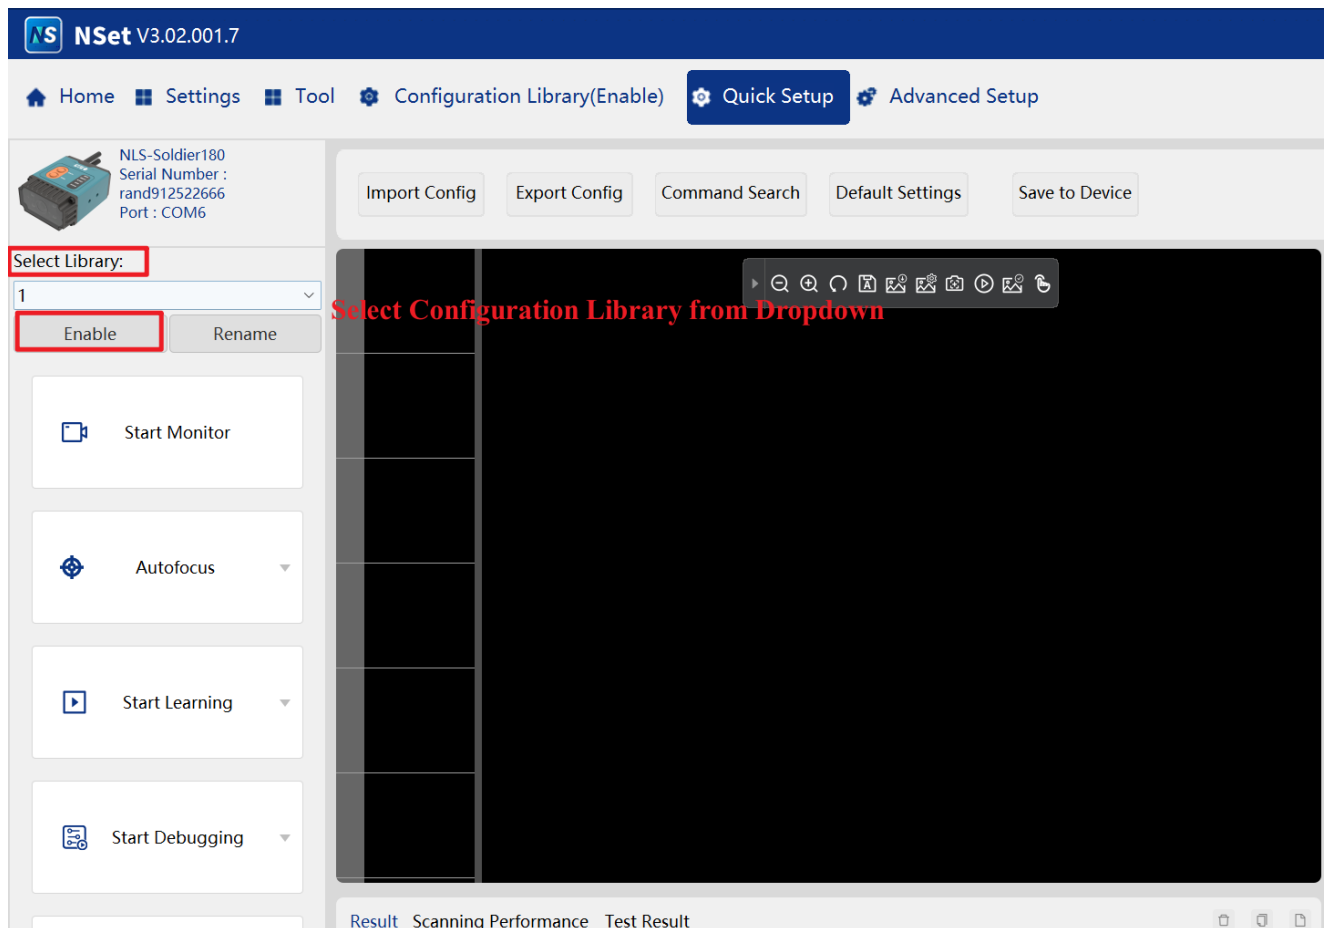 NS NSet V3.02.001.7
Home Settings Tool Configuration Library(Enable) Quick Setup Advanced Setup
NLS-Soldier180
Serial Number :
rand912522666
Port : COM6
Import Config Export Config Command Search Default Settings Save to Device
Select Library:
1
Select Configuration Library from Dropdown
Enable Rename
Start Monitor
Autofocus
Start Learning
Start Debugging
Result Scanning Performance Test Result